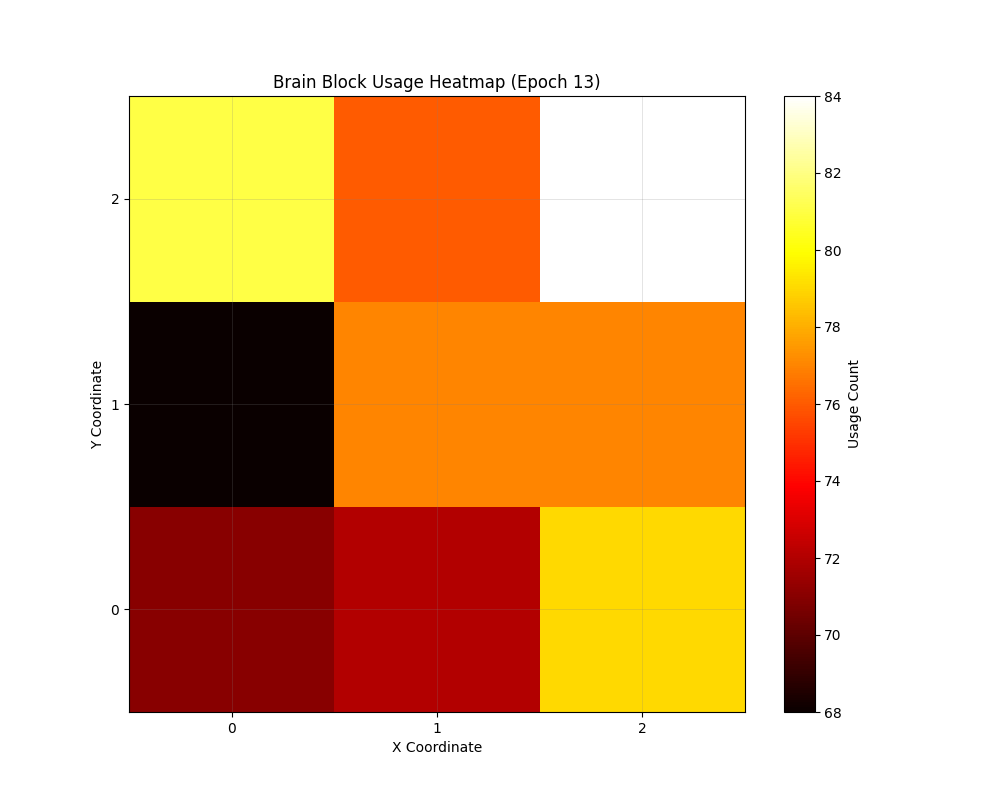 Brain Block Usage Heatmap (Epoch 13)
2
1
0
Y Coordinate
0 1 2
X Coordinate
84
82
80
78
76
74
72
70
68
Usage Count